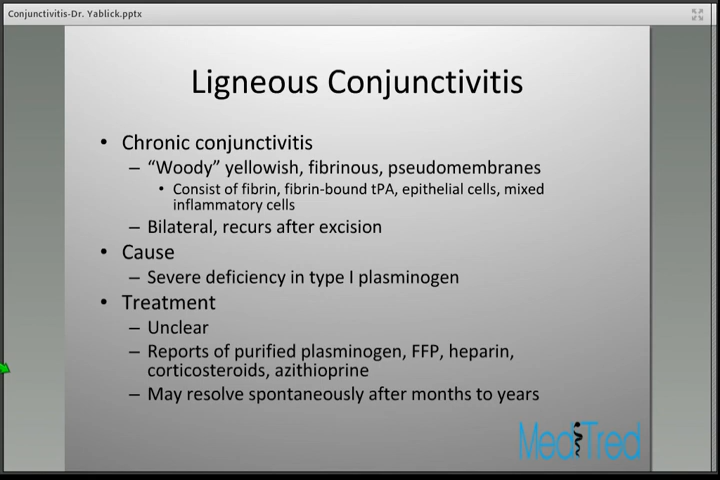 Conjunctivitis-Dr. Yablick.pptx
Ligneous Conjunctivitis
• Chronic conjunctivitis
– “Woody” yellowish, fibrinous, pseudomembranes
• Consist of fibrin, fibrin-bound tPA, epithelial cells, mixed
inflammatory cells
– Bilateral, recurs after excision
• Cause
– Severe deficiency in type I plasminogen
• Treatment
– Unclear
– Reports of purified plasminogen, FFP, heparin,
corticosteroids, azithioprine
– May resolve spontaneously after months to years
MediTred